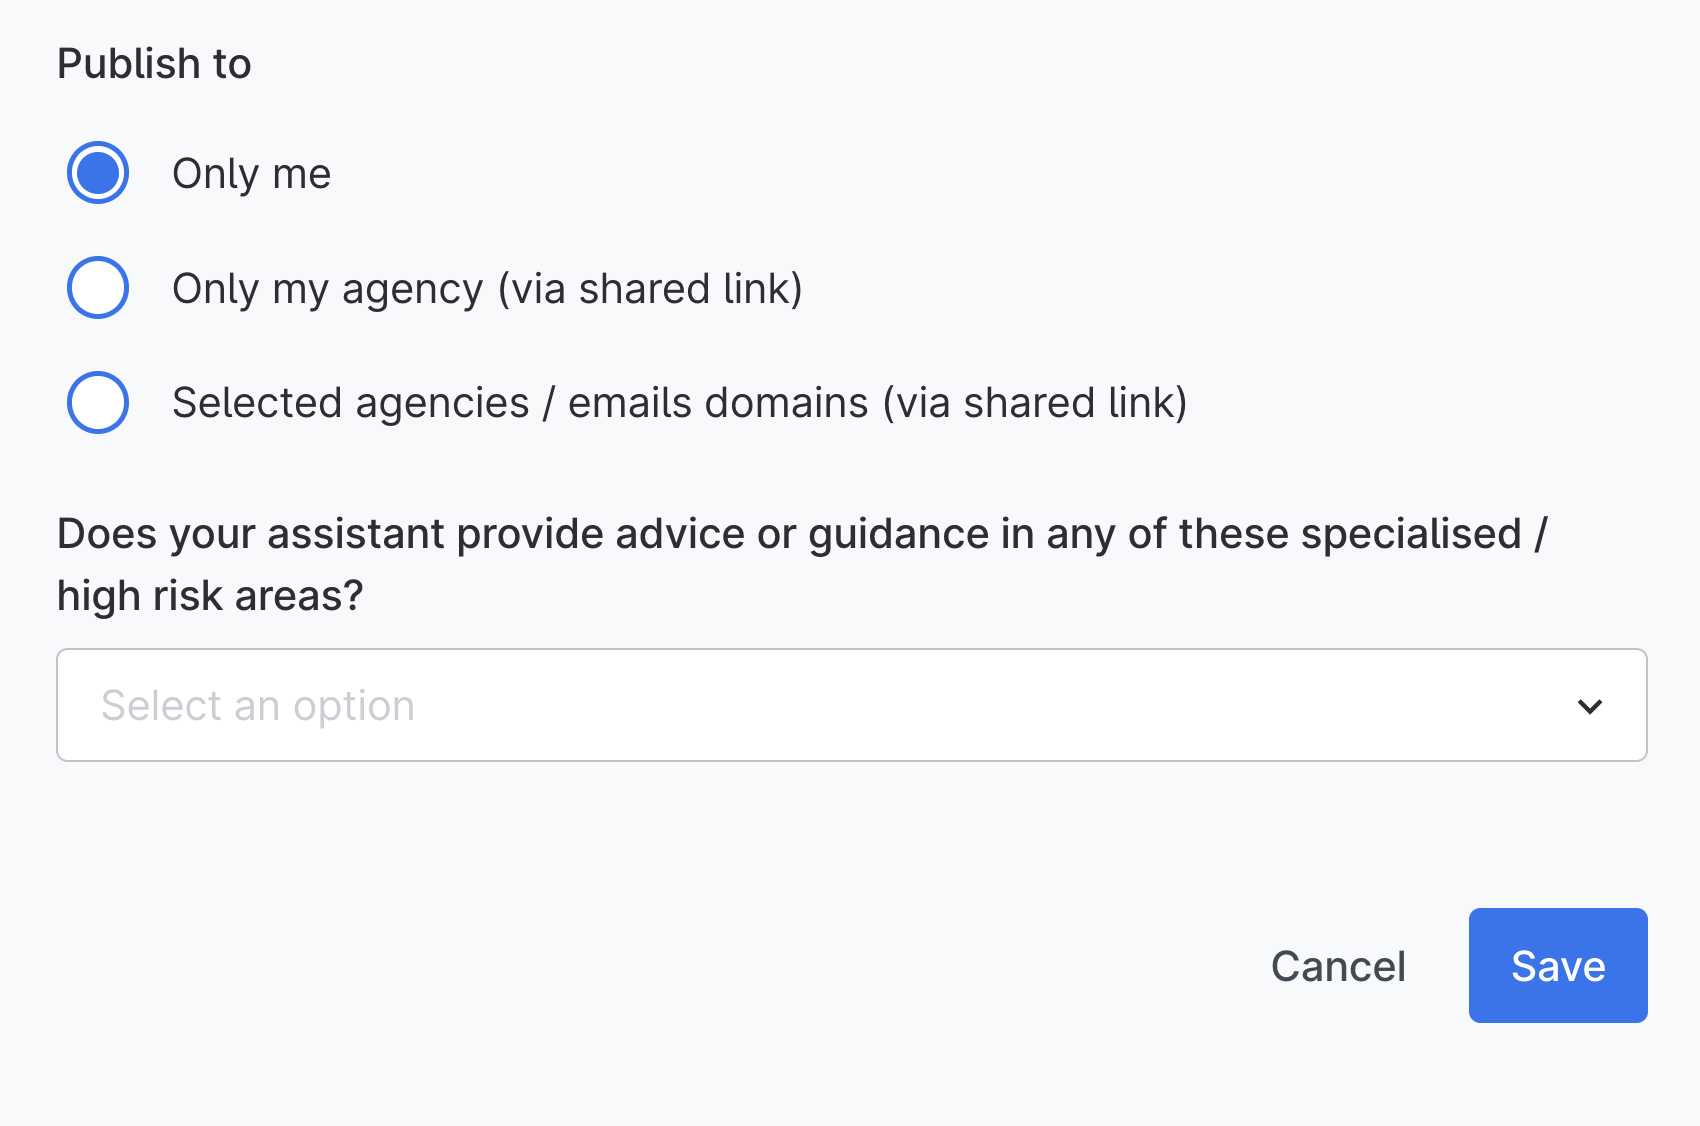 Publish to
Only me
Only my agency (via shared link)
Selected agencies / emails domains (via shared link)
Does your assistant provide advice or guidance in any of these specialised /
high risk areas?
Select an option
Cancel
Save